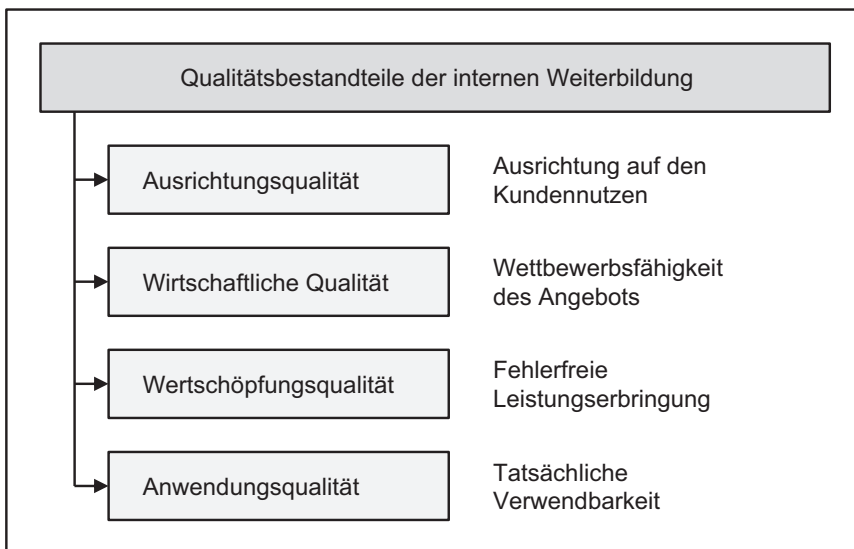 Qualitätsbestandteile der internen Weiterbildung
Ausrichtungsqualität
Ausrichtung auf den
Kundennutzen
Wirtschaftliche Qualität
Wettbewerbsfähigkeit
des Angebots
Wertschöpfungsqualität
Fehlerfreie
Leistungserbringung
Anwendungsqualität
Tatsächliche
Verwendbarkeit